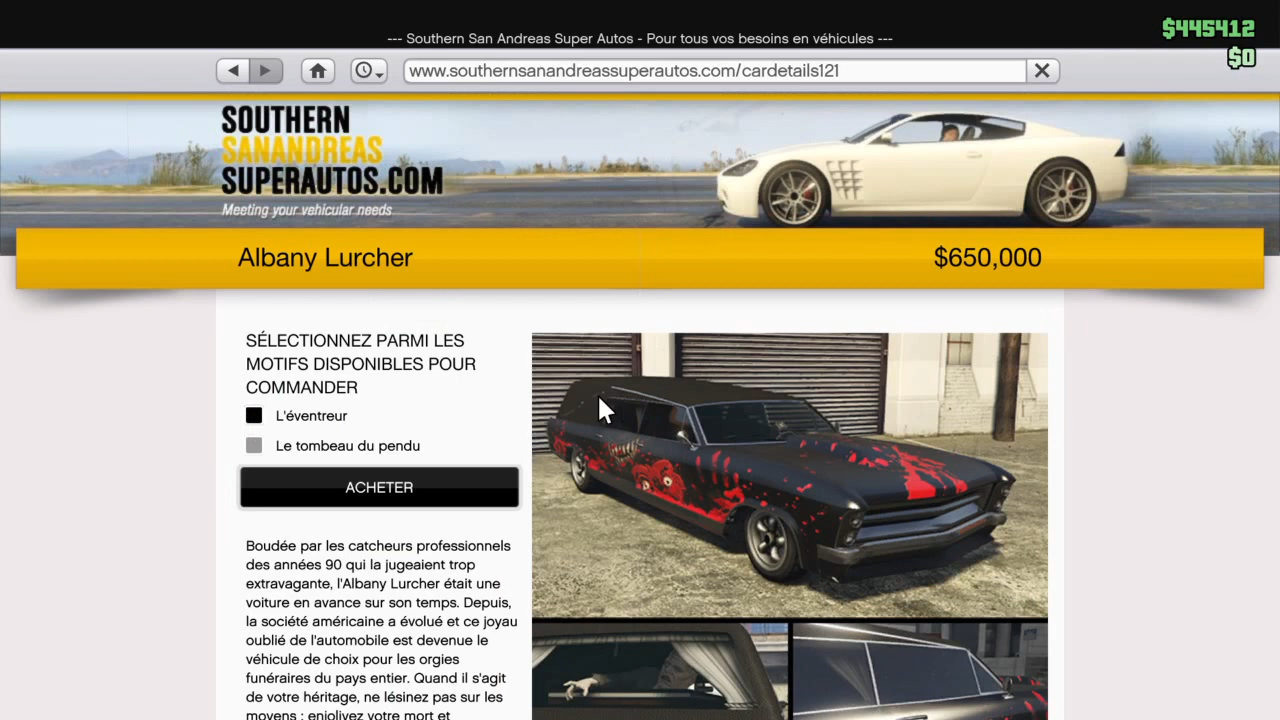 --- Southern San Andreas Super Autos - Pour tous vos besoins en véhicules ---
$445412
$0
www.southernsanandreassuperautos.com/cardetails121
SOUTHERN
SANANDREAS
SUPERAUTOS.COM
Meeting your vehicular needs
Albany Lurcher
$650,000
SÉLECTIONNEZ PARMI LES
MOTIFS DISPONIBLES POUR
COMMANDER
L'éventreur
Le tombeau du pendu
ACHETER
Boudée par les catcheurs professionnels
des années 90 qui la jugeaient trop
extravagante, l'Albany Lurcher était une
voiture en avance sur son temps. Depuis,
la société américaine a évolué et ce joyau
oublié de l'automobile est devenue le
véhicule de choix pour les orgies
funéraires du pays entier. Quand il s'agit
de votre héritage, ne lésinez pas sur les
moyens : enjolivez votre mort et